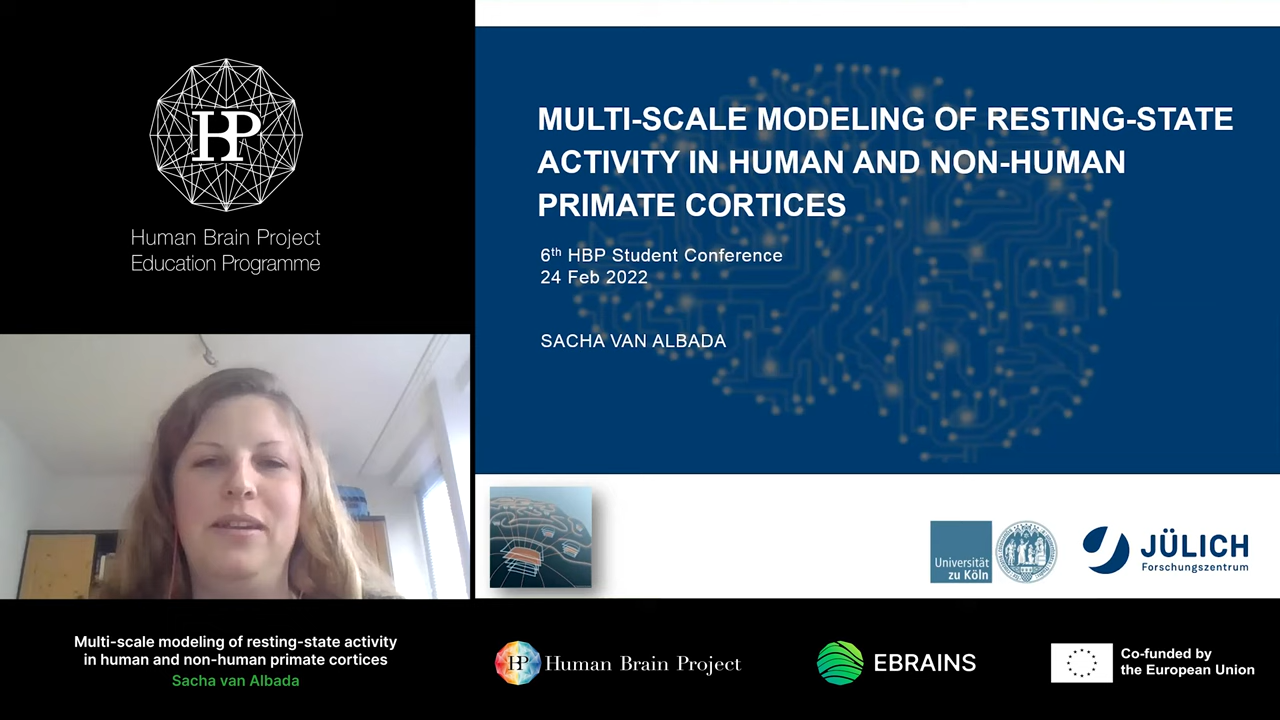 HP
Human Brain Project
Education Programme
MULTI-SCALE MODELING OF RESTING-STATE
ACTIVITY IN HUMAN AND NON-HUMAN
PRIMATE CORTICES
6th HBP Student Conference
24 Feb 2022
SACHA VAN ALBADA
Universität
zu Köln
JÜLICH
Forschungszentrum
Multi-scale modeling of resting-state activity
in human and non-human primate cortices
Sacha van Albada
HP Human Brain Project
EBRAINS
Co-funded by
the European Union